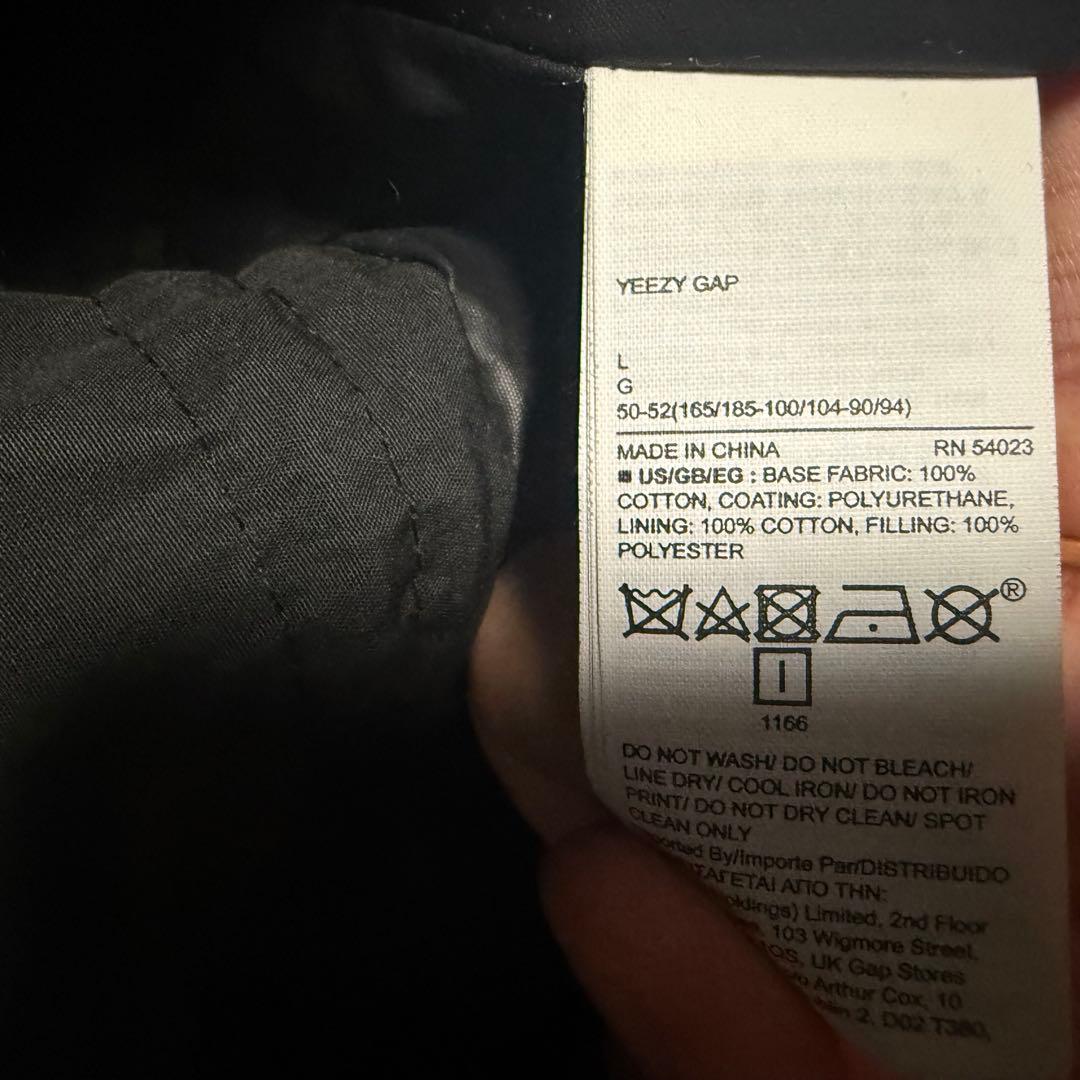 YEEZY GAP
L
G
50-52(165/185-100/104-90/94)
MADE IN CHINA RN 54023
US/GB/EG : BASE FABRIC: 100%
COTTON, COATING: POLYURETHANE,
LINING: 100% COTTON, FILLING: 100%
POLYESTER
®
1166
DO NOT WASH/ DO NOT BLEACH/
LINE DRY/ COOL IRON/ DO NOT IRON
PRINT/ DO NOT DRY CLEAN/ SPOT
CLEAN ONLY
By/Importe Par/DISTRIBUIDO
ΑΠΟ ΤΗΝ:
Limited, 2nd Floor
103 Wigmore Street,
UK Gap Stores
Arthur Cox, 10
2, D02 T380,